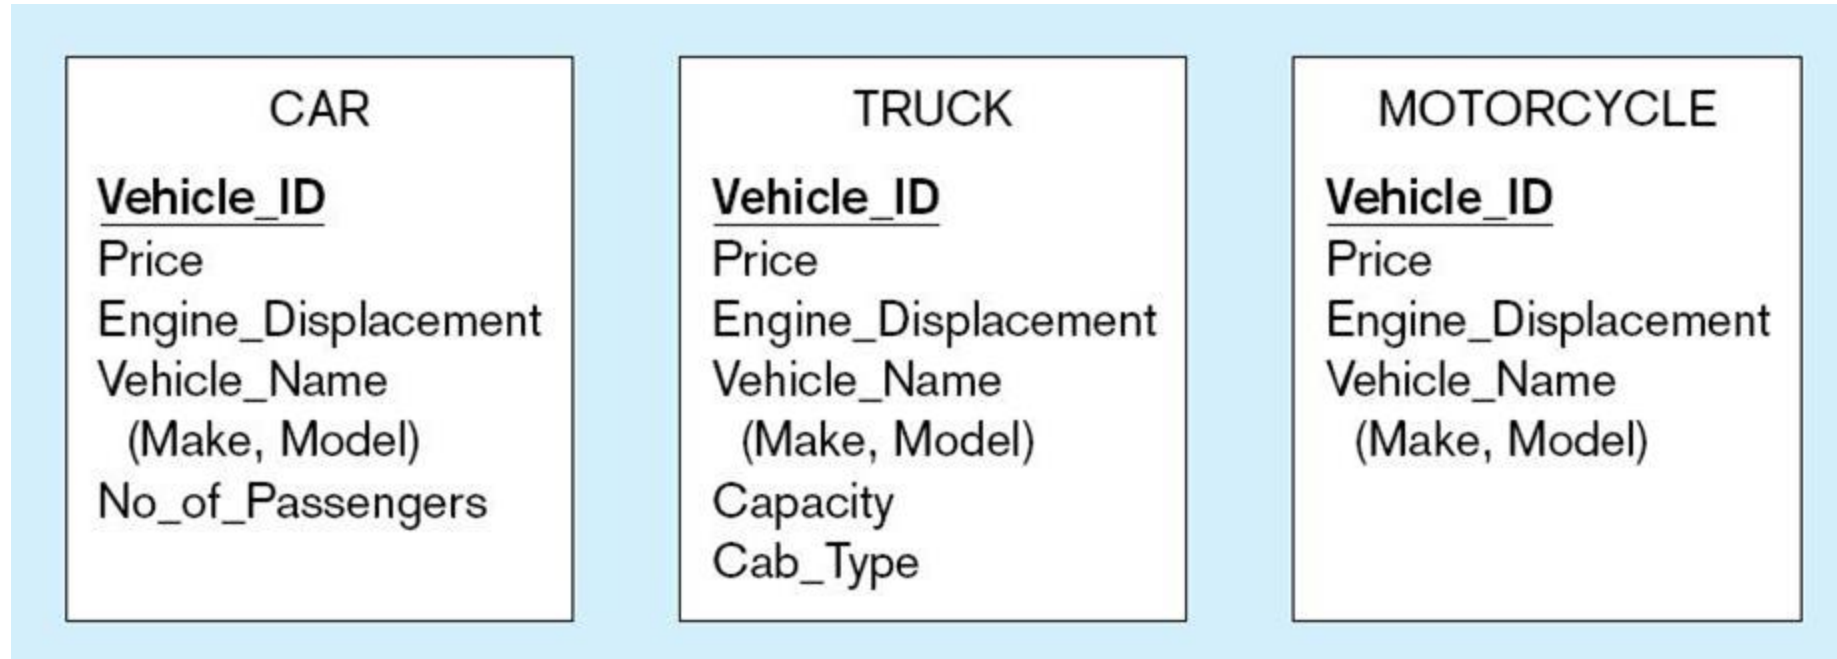 CAR
Vehicle_ID
Price
Engine_Displacement
Vehicle_Name
(Make, Model)
No_of_Passengers
TRUCK
Vehicle_ID
Price
Engine_Displacement
Vehicle_Name
(Make, Model)
Capacity
Cab_Type
MOTORCYCLE
Vehicle_ID
Price
Engine_Displacement
Vehicle_Name
(Make, Model)